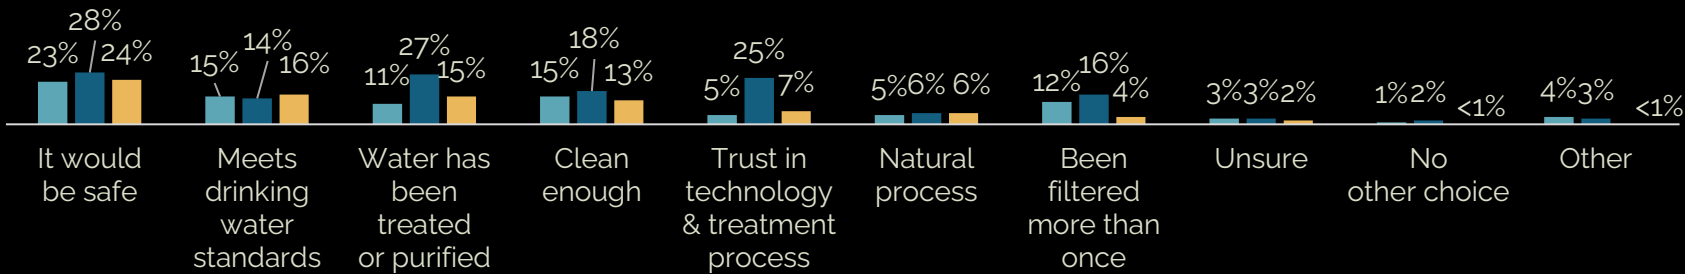 23% 28% 24%
15% 14% 16%
11% 27% 15%
15% 18% 13%
5% 25% 7%
5% 6% 6%
12% 16% 4%
3% 3% 2%
1% 2% <1%
4% 3% <1%
It would
be safe
Meets
drinking
water
standards
Water has
been
treated
or purified
Clean
enough
Trust in
technology
& treatment
process
Natural
process
Been
filtered
more than
once
Unsure
No
other choice
Other